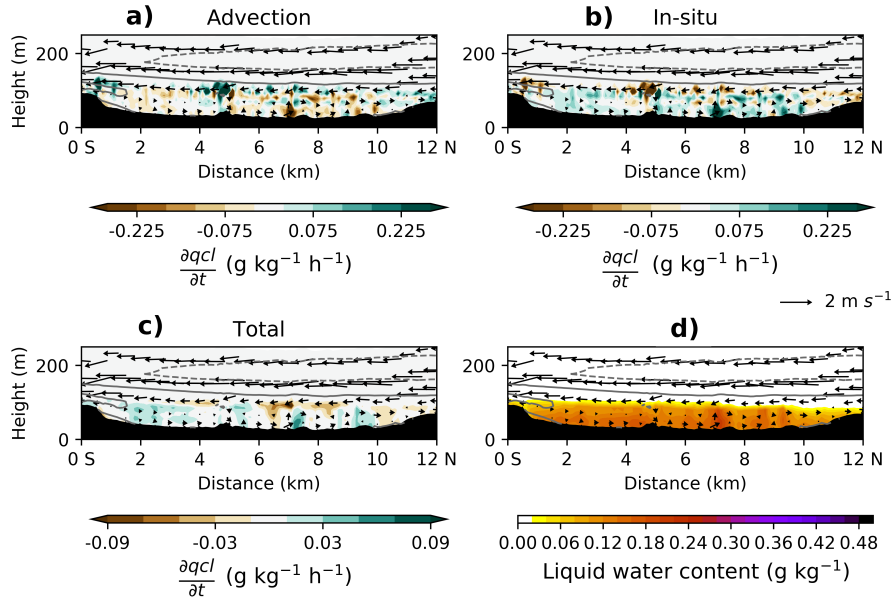 a) Advection
b) In-situ
Height (m)
200
0
0 S 2 4 6 8 10 12 N
Distance (km)
0 S 2 4 6 8 10 12 N
Distance (km)
-0.225 -0.075 0.075 0.225
∂qcl/∂t (g kg⁻¹ h⁻¹)
-0.225 -0.075 0.075 0.225
∂qcl/∂t (g kg⁻¹ h⁻¹)
2 m s⁻¹
c) Total
d)
Height (m)
200
0
200
0
0 S 2 4 6 8 10 12 N
Distance (km)
0 S 2 4 6 8 10 12 N
Distance (km)
-0.09 -0.03 0.03 0.09
∂qcl/∂t (g kg⁻¹ h⁻¹)
0.00 0.06 0.12 0.18 0.24 0.30 0.36 0.42 0.48
Liquid water content (g kg⁻¹)